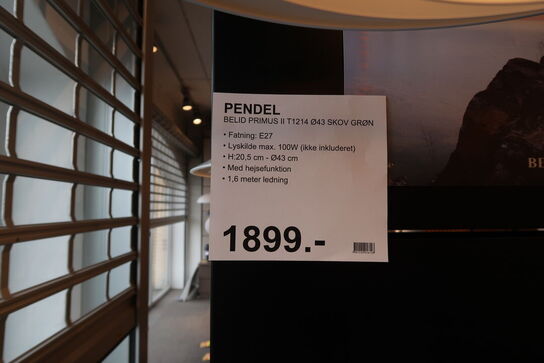 PENDEL
BELID PRIMUS II T1214 Ø43 SKOV GRØN
• Fatning: E27
• Lyskilde max. 100W (ikke inkluderet)
• H:20,5 cm - Ø43 cm
• Med hejsefunktion
• 1,6 meter ledning
1899.-